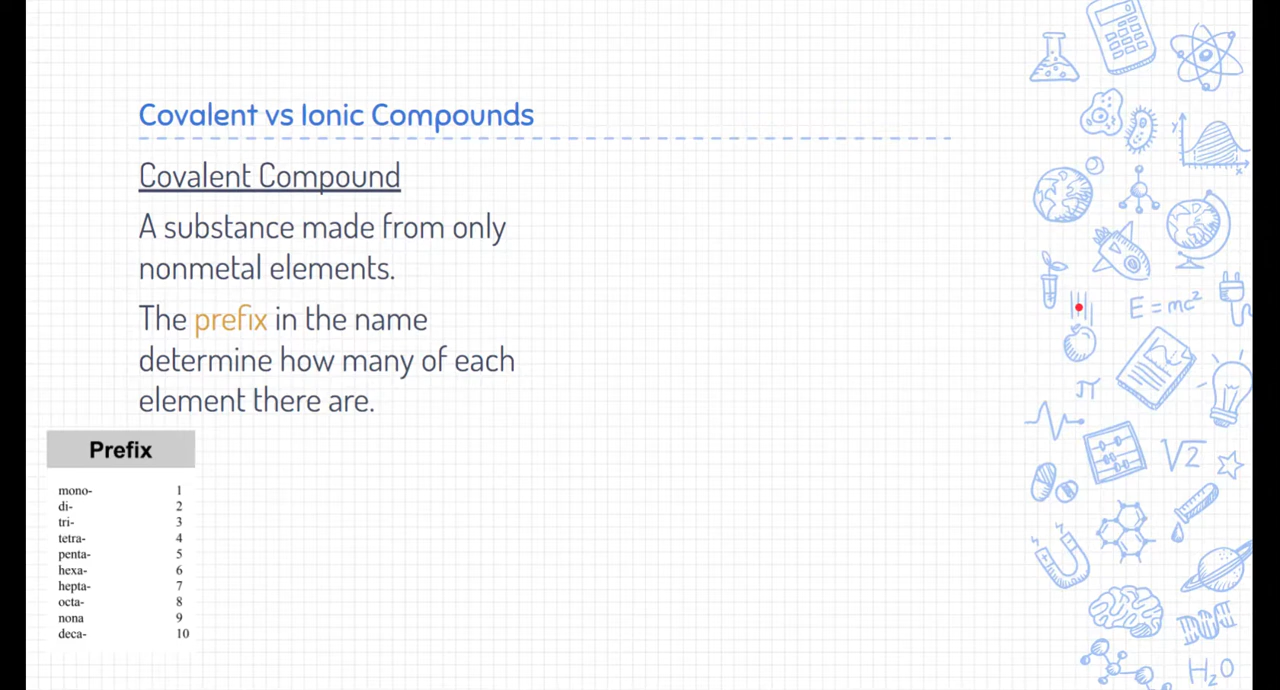 Covalent vs Ionic Compounds
Covalent Compound
A substance made from only
nonmetal elements.
The prefix in the name
determine how many of each
element there are.
Prefix
mono- 1
di- 2
tri- 3
tetra- 4
penta- 5
hexa- 6
hepta- 7
octa- 8
nona 9
deca- 10
y
x
E=mc²
π
√2
H₂O